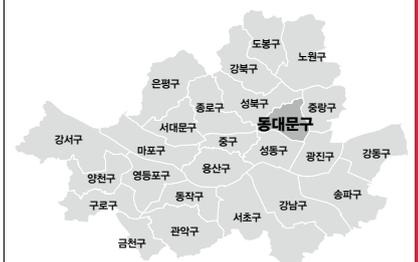 도봉구
노원구
강북구
은평구
종로구
성북구
중랑구
동대문구
서대문구
강서구
중구
마포구
성동구
광진구
강동구
용산구
양천구
영등포구
동작구
송파구
구로구
강남구
서초구
관악구
금천구